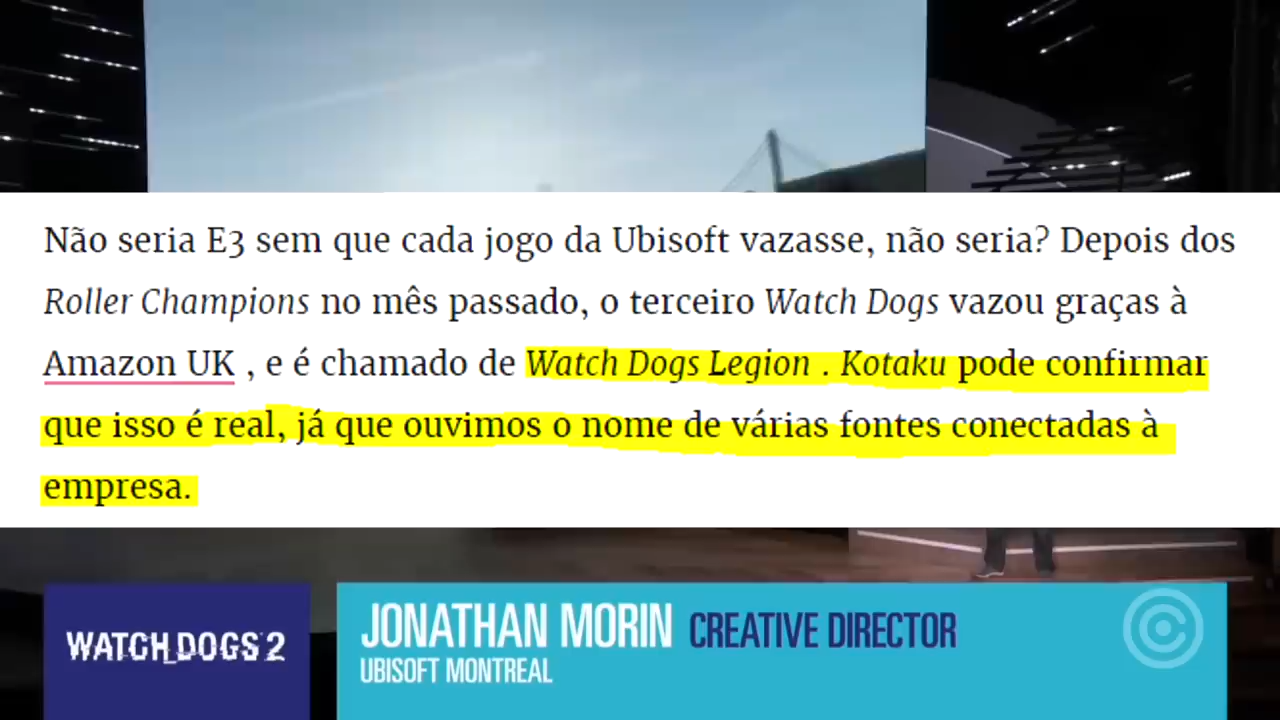 Não seria E3 sem que cada jogo da Ubisoft vazasse, não seria? Depois dos
Roller Champions no mês passado, o terceiro Watch Dogs vazou graças à
Amazon UK , e é chamado de Watch Dogs Legion . Kotaku pode confirmar
que isso é real, já que ouvimos o nome de várias fontes conectadas à
empresa.
WATCH_DOGS 2
JONATHAN MORIN CREATIVE DIRECTOR
UBISOFT MONTREAL